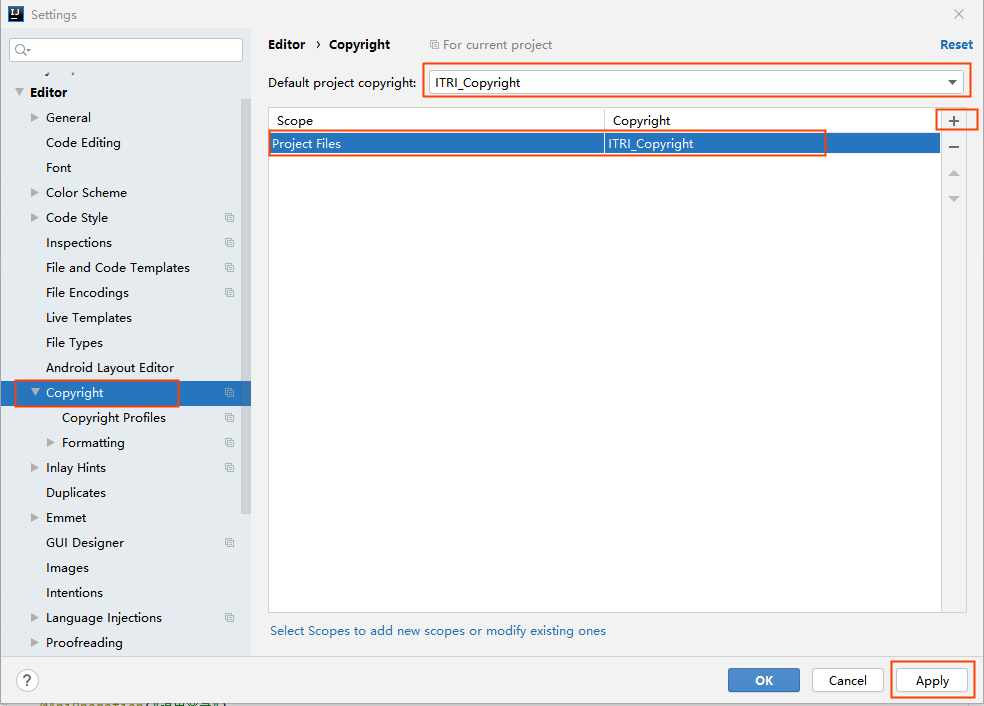 Settings
Editor › Copyright
For current project
Reset
Default project copyright:
ITRI_Copyright
Editor
General
Code Editing
Font
Color Scheme
Code Style
Inspections
File and Code Templates
File Encodings
Live Templates
File Types
Android Layout Editor
Copyright
Copyright Profiles
Formatting
Inlay Hints
Duplicates
Emmet
GUI Designer
Images
Intentions
Language Injections
Proofreading
Scope Copyright
Project Files ITRI_Copyright
Select Scopes to add new scopes or modify existing ones
?
OK
Cancel
Apply